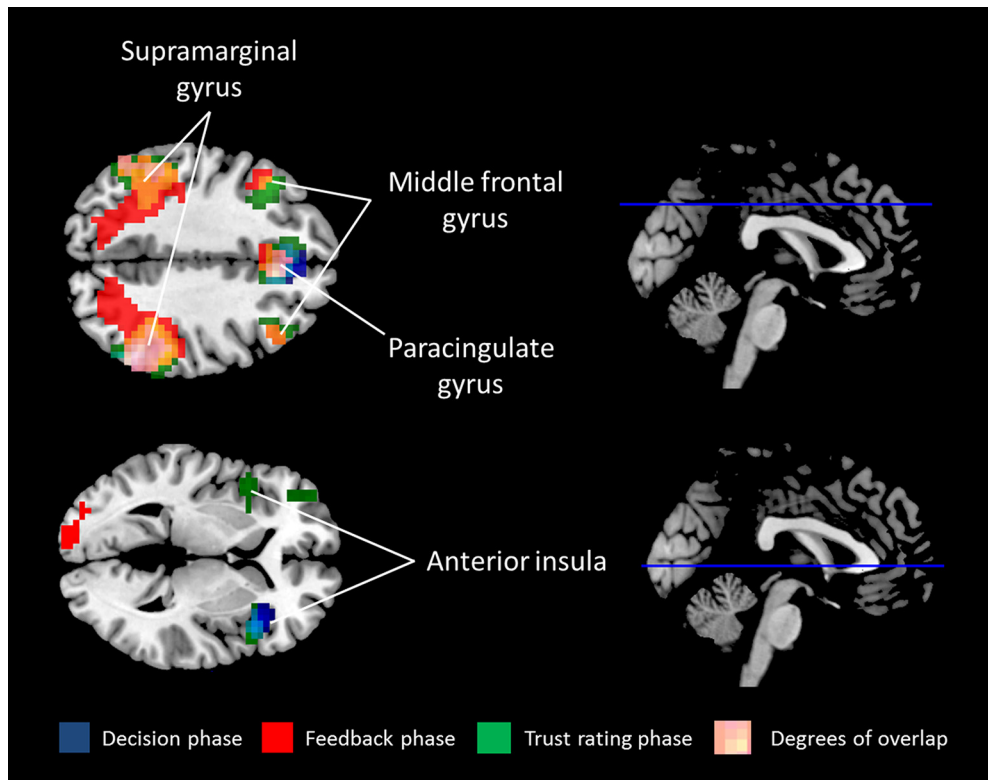 Supramarginal
gyrus
Middle frontal
gyrus
Paracingulate
gyrus
Anterior insula
Decision phase
Feedback phase
Trust rating phase
Degrees of overlap